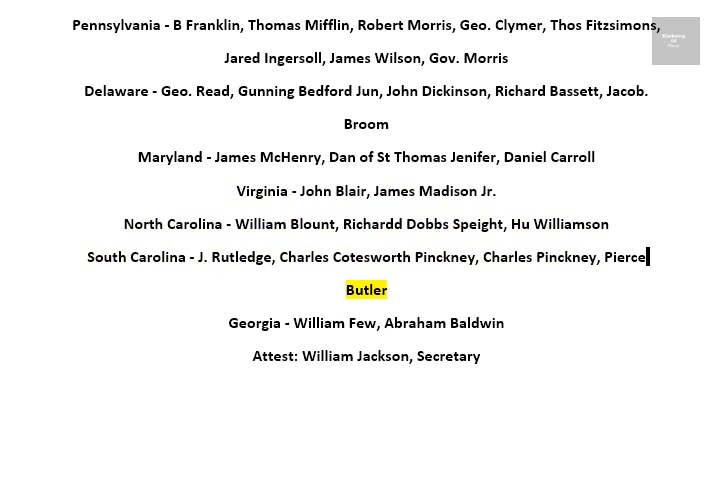 Pennsylvania - B Franklin, Thomas Mifflin, Robert Morris, Geo. Clymer, Thos Fitzsimons,
Jared Ingersoll, James Wilson, Gov. Morris
Delaware - Geo. Read, Gunning Bedford Jun, John Dickinson, Richard Bassett, Jacob.
Broom
Maryland - James McHenry, Dan of St Thomas Jenifer, Daniel Carroll
Virginia - John Blair, James Madison Jr.
North Carolina - William Blount, Richardd Dobbs Speight, Hu Williamson
South Carolina - J. Rutledge, Charles Cotesworth Pinckney, Charles Pinckney, Pierce
Butler
Georgia - William Few, Abraham Baldwin
Attest: William Jackson, Secretary